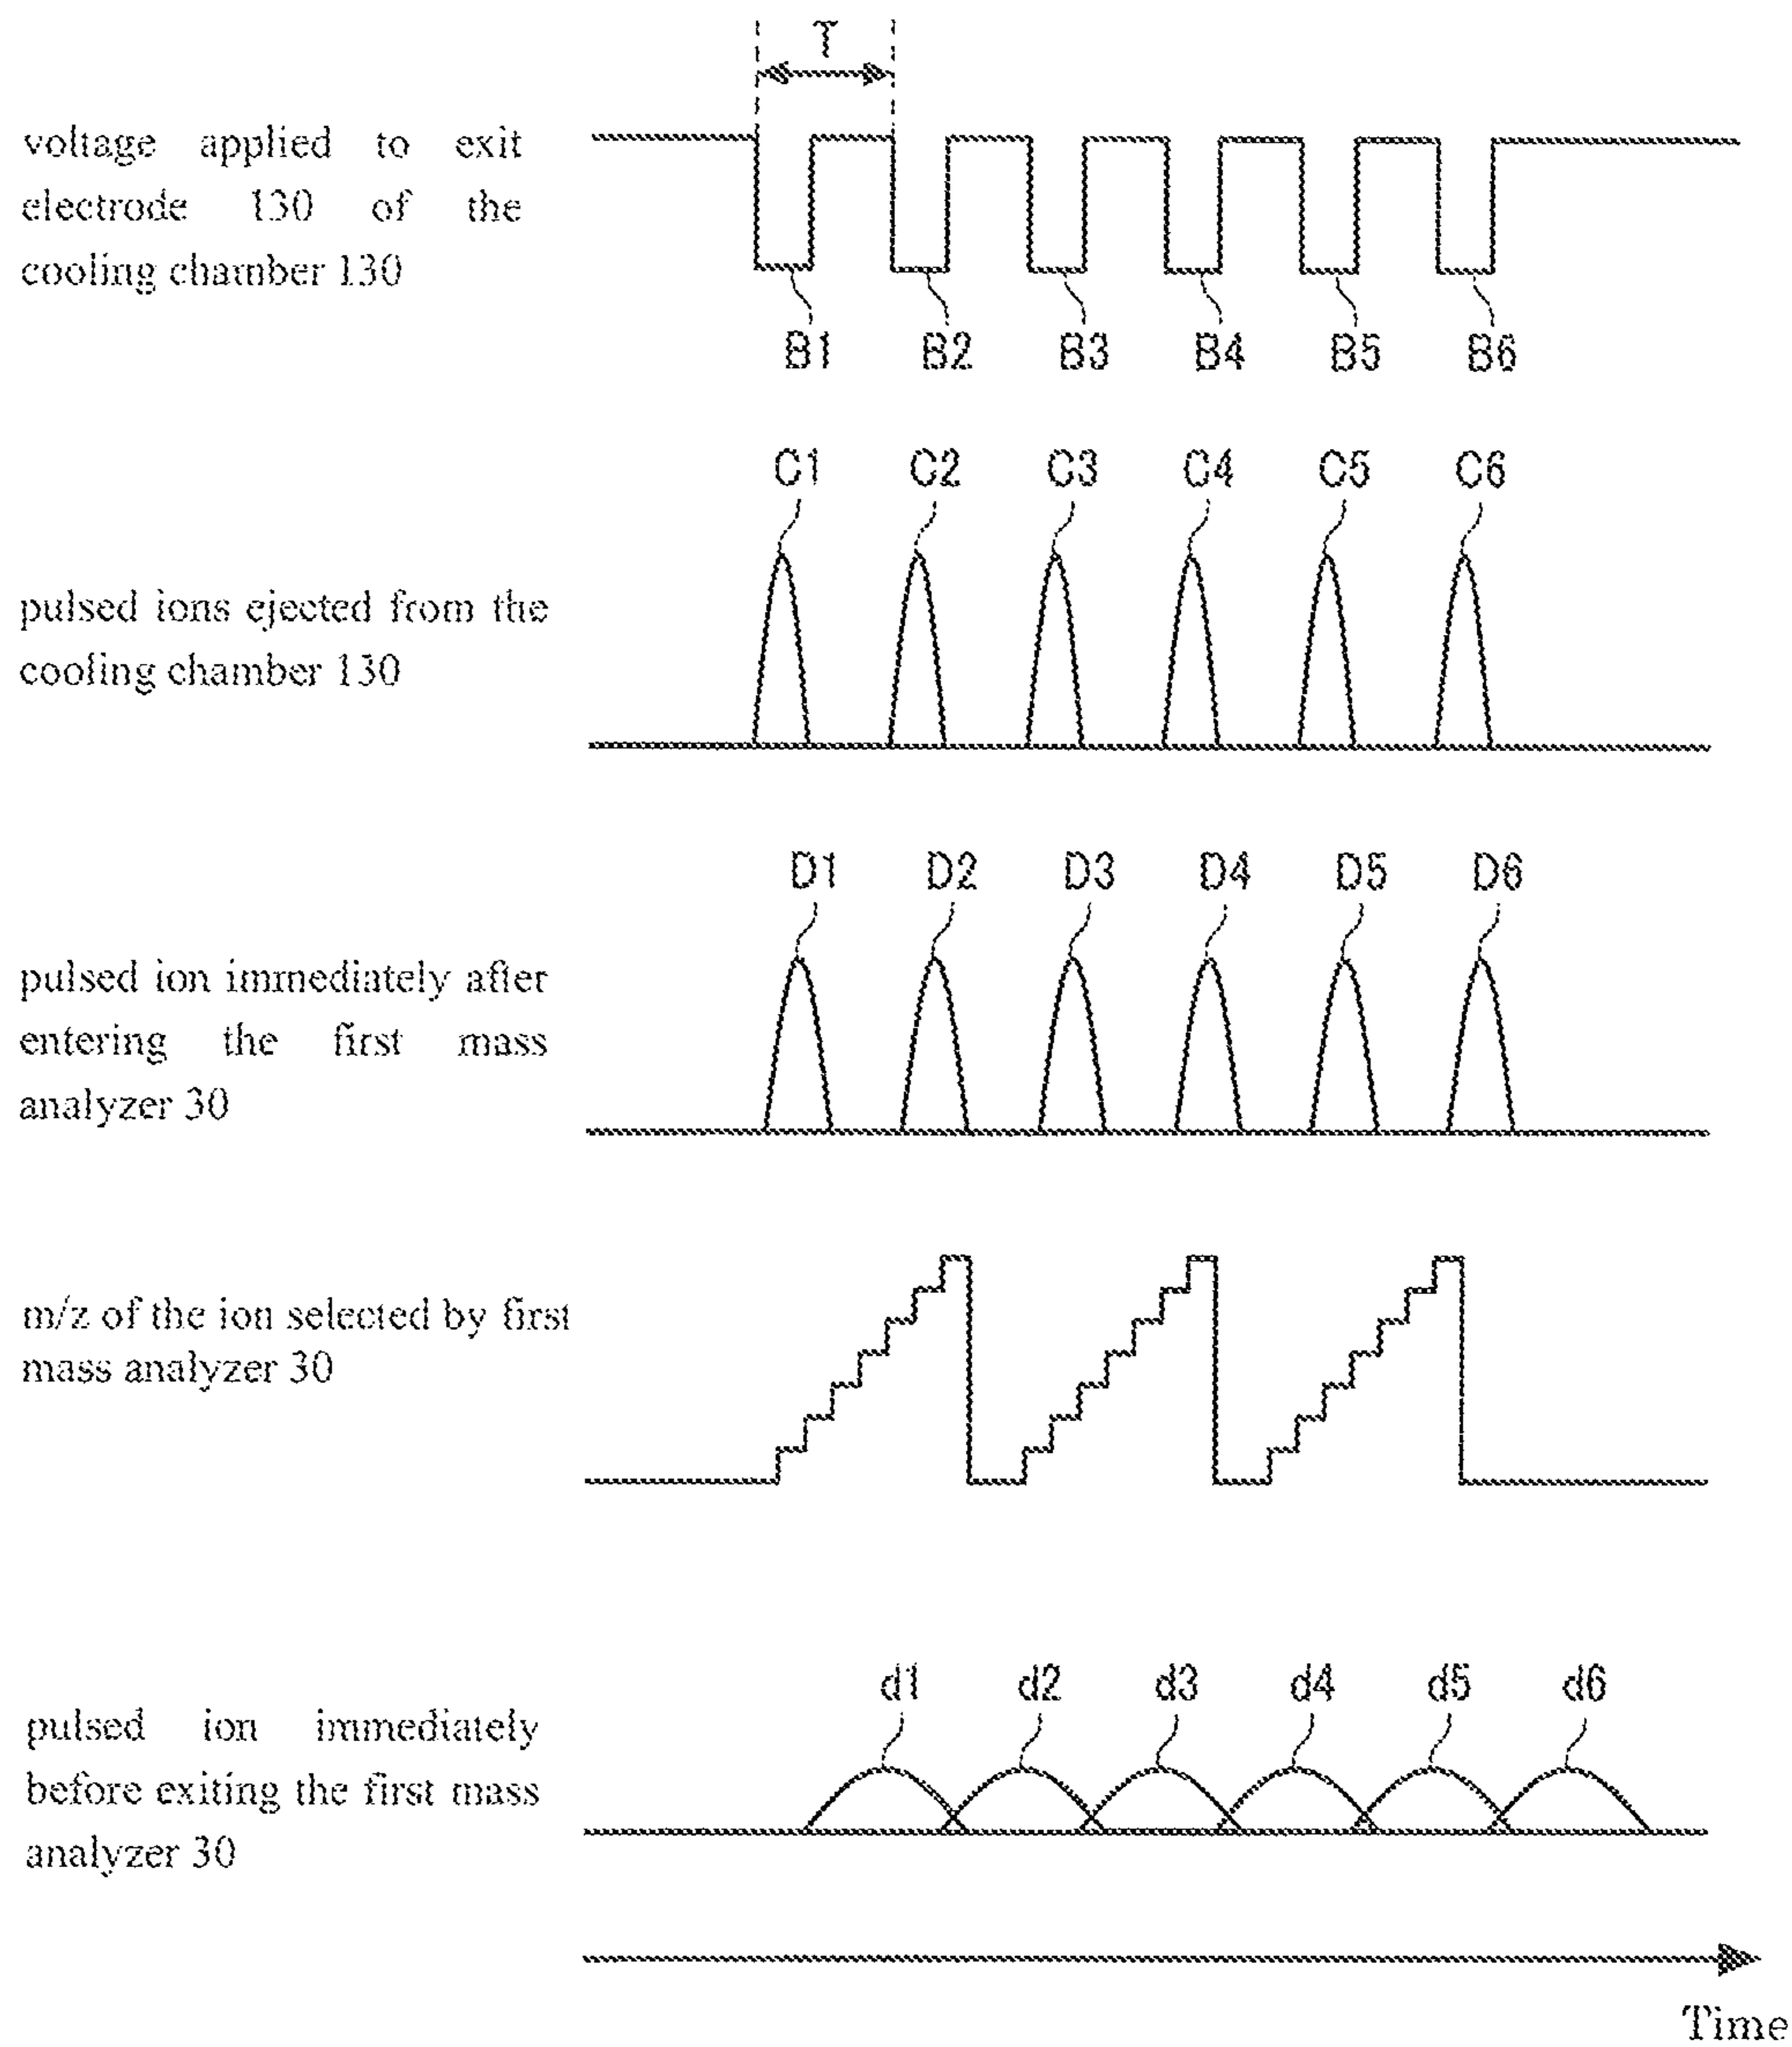 T
voltage applied to exit
electrode 130 of the
cooling chamber 130
B1 B2 B3 B4 B5 B6
C1 C2 C3 C4 C5 C6
pulsed ions ejected from the
cooling chamber 130
D1 D2 D3 D4 D5 D6
pulsed ion immediately after
entering the first mass
analyzer 30
m/z of the ion selected by first
mass analyzer 30
d1 d2 d3 d4 d5 d6
pulsed ion immediately
before exiting the first mass
analyzer 30
Time